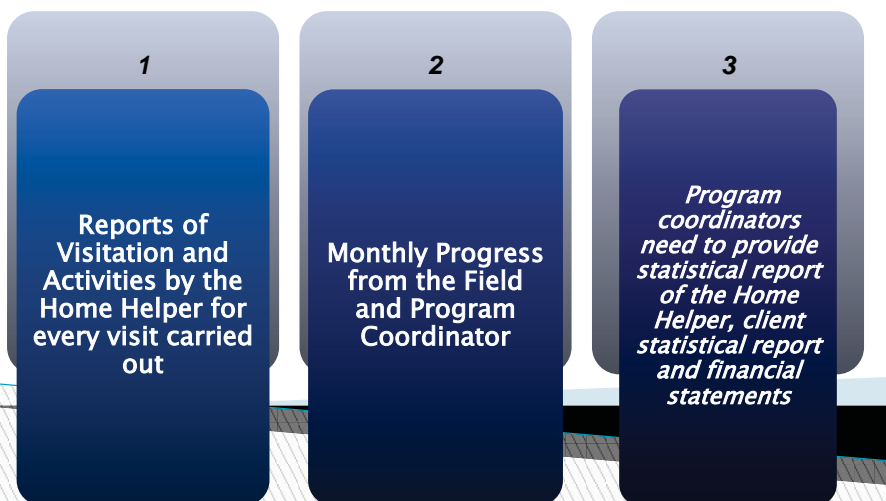 1
Reports of
Visitation and
Activities by the
Home Helper for
every visit carried
out
2
Monthly Progress
from the Field
and Program
Coordinator
3
Program
coordinators
need to provide
statistical report
of the Home
Helper, client
statistical report
and financial
statements